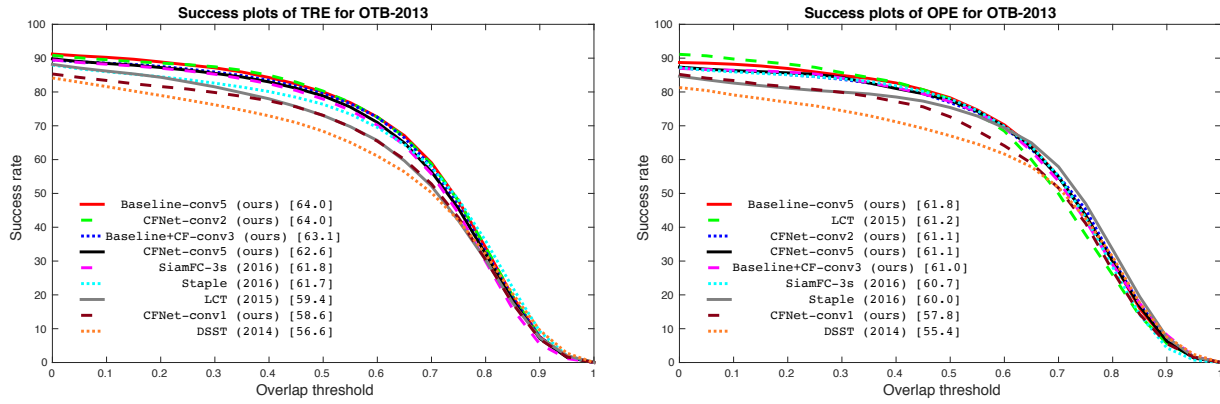 Success plots of TRE for OTB-2013
Success rate
100
90
80
70
60
50
40
30
20
10
0
Baseline-conv5 (ours) [64.0]
CFNet-conv2 (ours) [64.0]
Baseline+CF-conv3 (ours) [63.1]
CFNet-conv5 (ours) [62.6]
SiamFC-3s (2016) [61.8]
Staple (2016) [61.7]
LCT (2015) [59.4]
CFNet-conv1 (ours) [58.6]
DSST (2014) [56.6]
0 0.1 0.2 0.3 0.4 0.5 0.6 0.7 0.8 0.9 1
Overlap threshold
Success plots of OPE for OTB-2013
Success rate
100
90
80
70
60
50
40
30
20
10
0
Baseline-conv5 (ours) [61.8]
LCT (2015) [61.2]
CFNet-conv2 (ours) [61.1]
CFNet-conv5 (ours) [61.1]
Baseline+CF-conv3 (ours) [61.0]
SiamFC-3s (2016) [60.7]
Staple (2016) [60.0]
CFNet-conv1 (ours) [57.8]
DSST (2014) [55.4]
0 0.1 0.2 0.3 0.4 0.5 0.6 0.7 0.8 0.9 1
Overlap threshold